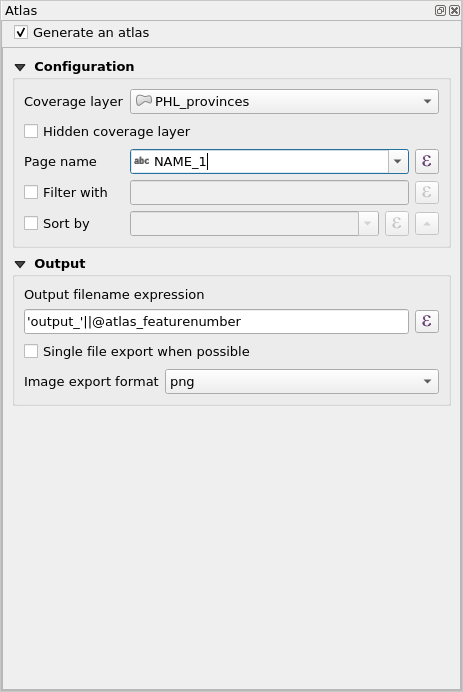 Atlas
Generate an atlas
Configuration
Coverage layer PHL_provinces
Hidden coverage layer
Page name abc NAME_1 ε
Filter with ε
Sort by ε
Output
Output filename expression
'output_'||@atlas_featurenumber ε
Single file export when possible
Image export format png